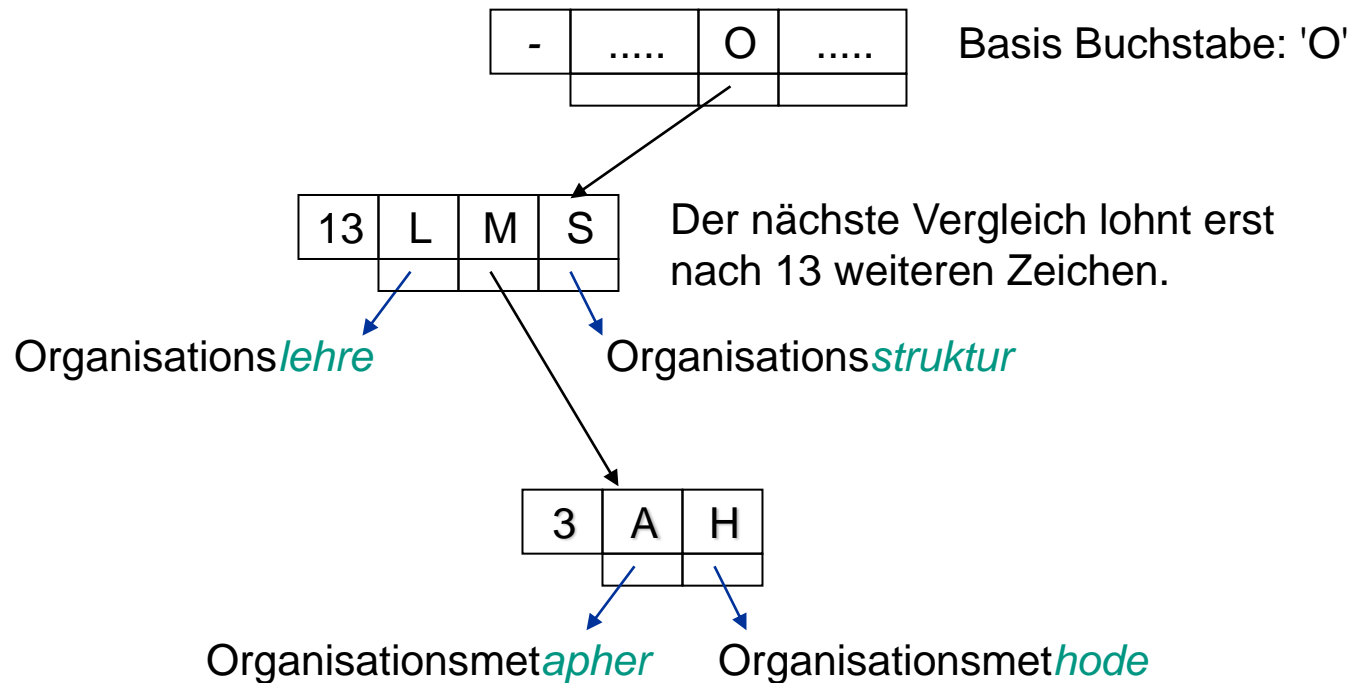 - ..... O ..... Basis Buchstabe: 'O'
13 L M S Der nächste Vergleich lohnt erst
nach 13 weiteren Zeichen.
Organisationslehre Organisationsstruktur
3 A H
Organisationsmetapher Organisationsmethode